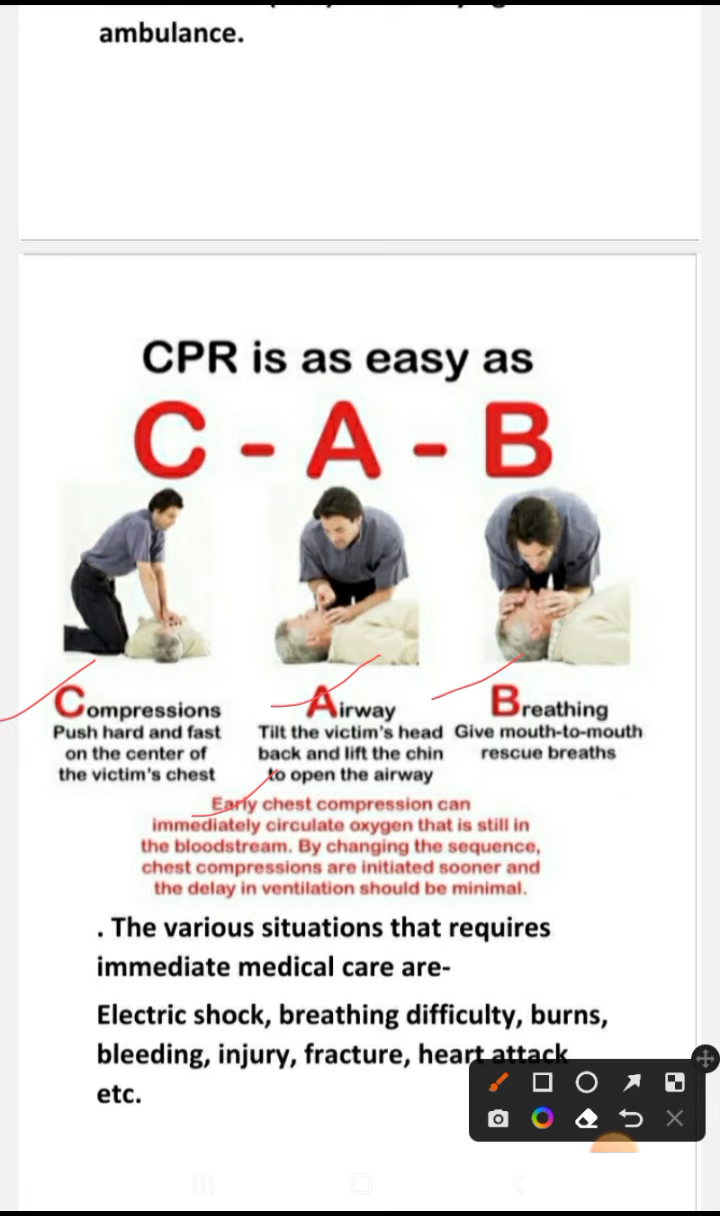 ambulance.
CPR is as easy as
C - A - B
Compressions
Push hard and fast
on the center of
the victim's chest
Airway
Tilt the victim's head
back and lift the chin
to open the airway
Breathing
Give mouth-to-mouth
rescue breaths
Early chest compression can
immediately circulate oxygen that is still in
the bloodstream. By changing the sequence,
chest compressions are initiated sooner and
the delay in ventilation should be minimal.
. The various situations that requires
immediate medical care are-
Electric shock, breathing difficulty, burns,
bleeding, injury, fracture, heart attack
etc.